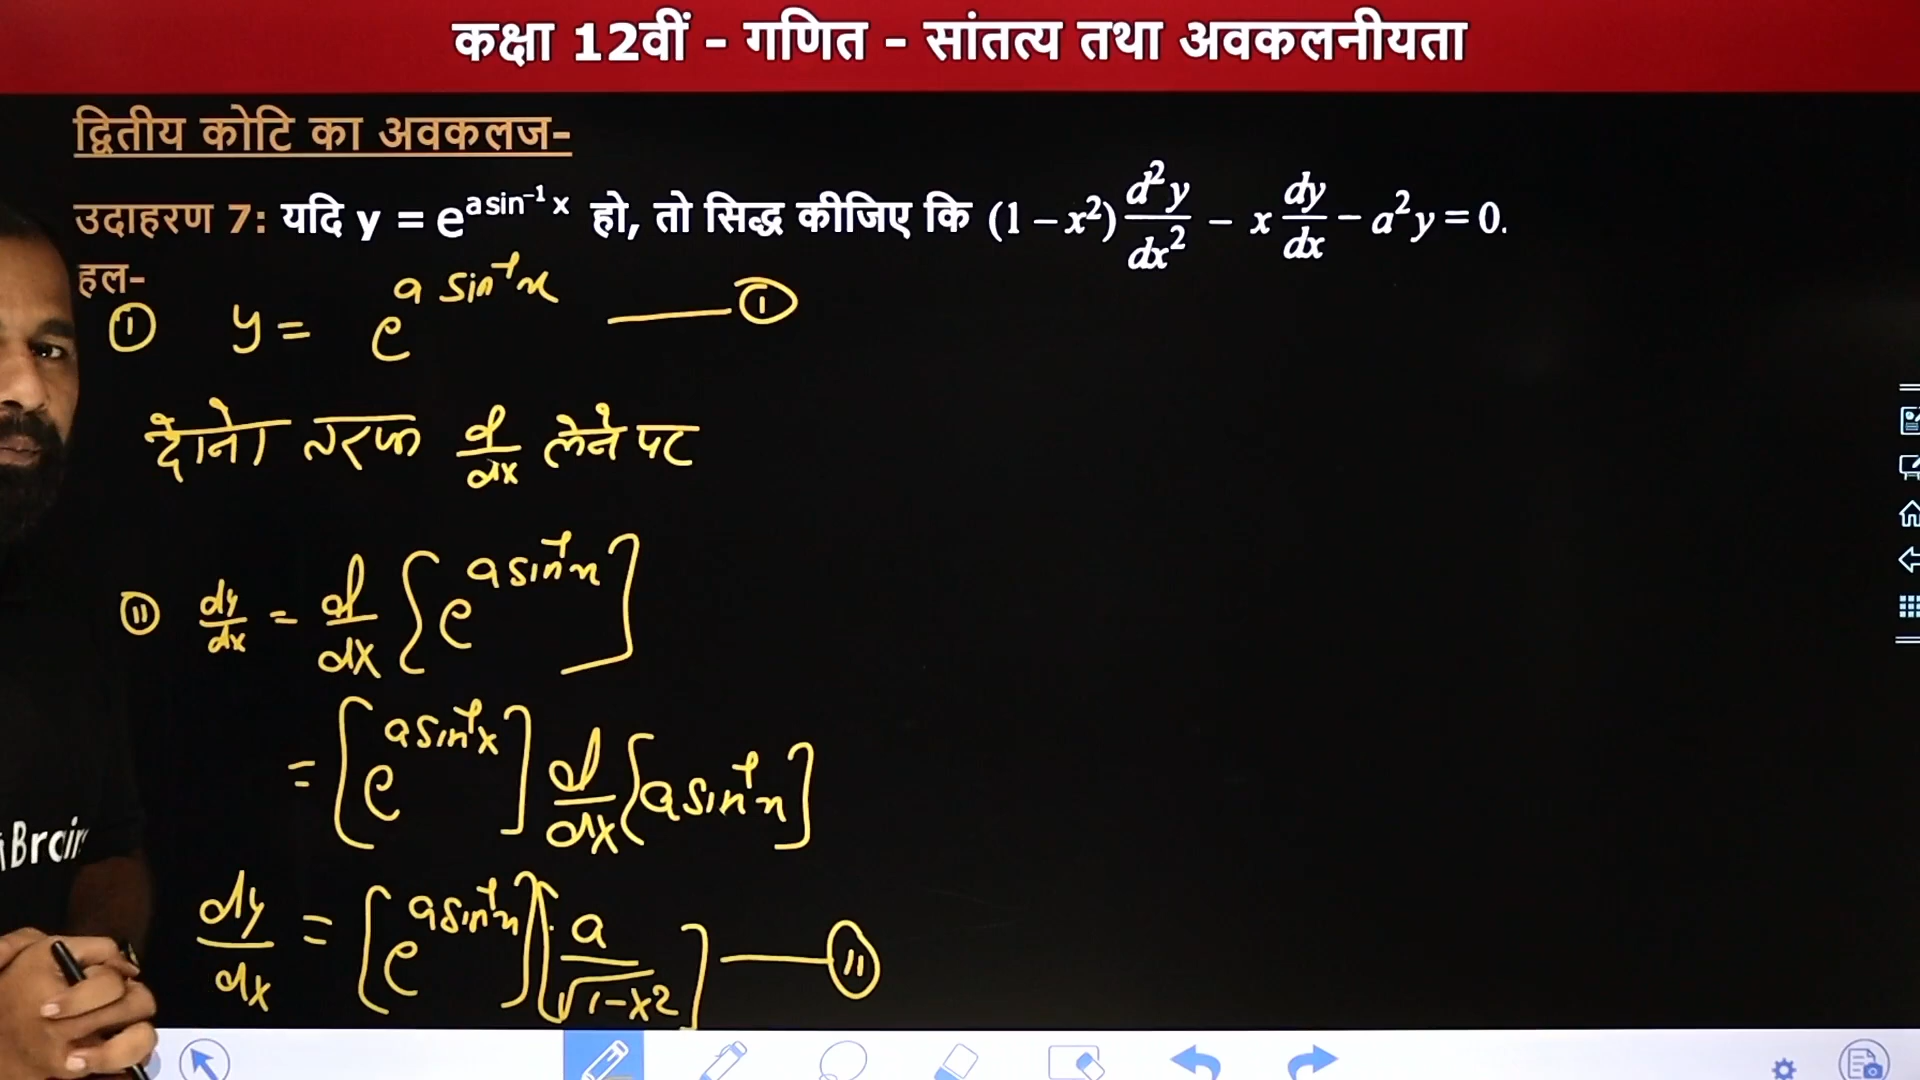 कक्षा 12वीं - गणित - सांतत्य तथा अवकलनीयता
द्वितीय कोटि का अवकलज-
उदाहरण 7: यदि y = e^{a sin⁻¹ x} हो, तो सिद्ध कीजिए कि (1 – x²) d²y/dx² – x dy/dx – a²y = 0.
हल-
① y = e^{a sin⁻¹x} —— ①
दोनो तरफ d/dx लेने पर
⑪ dy/dx = d/dx [e^{a sin⁻¹x}]
= [e^{a sin⁻¹x}] d/dx [a sin⁻¹x]
dy/dx = [e^{a sin⁻¹x}] [a/√1-x2] —— ⑪